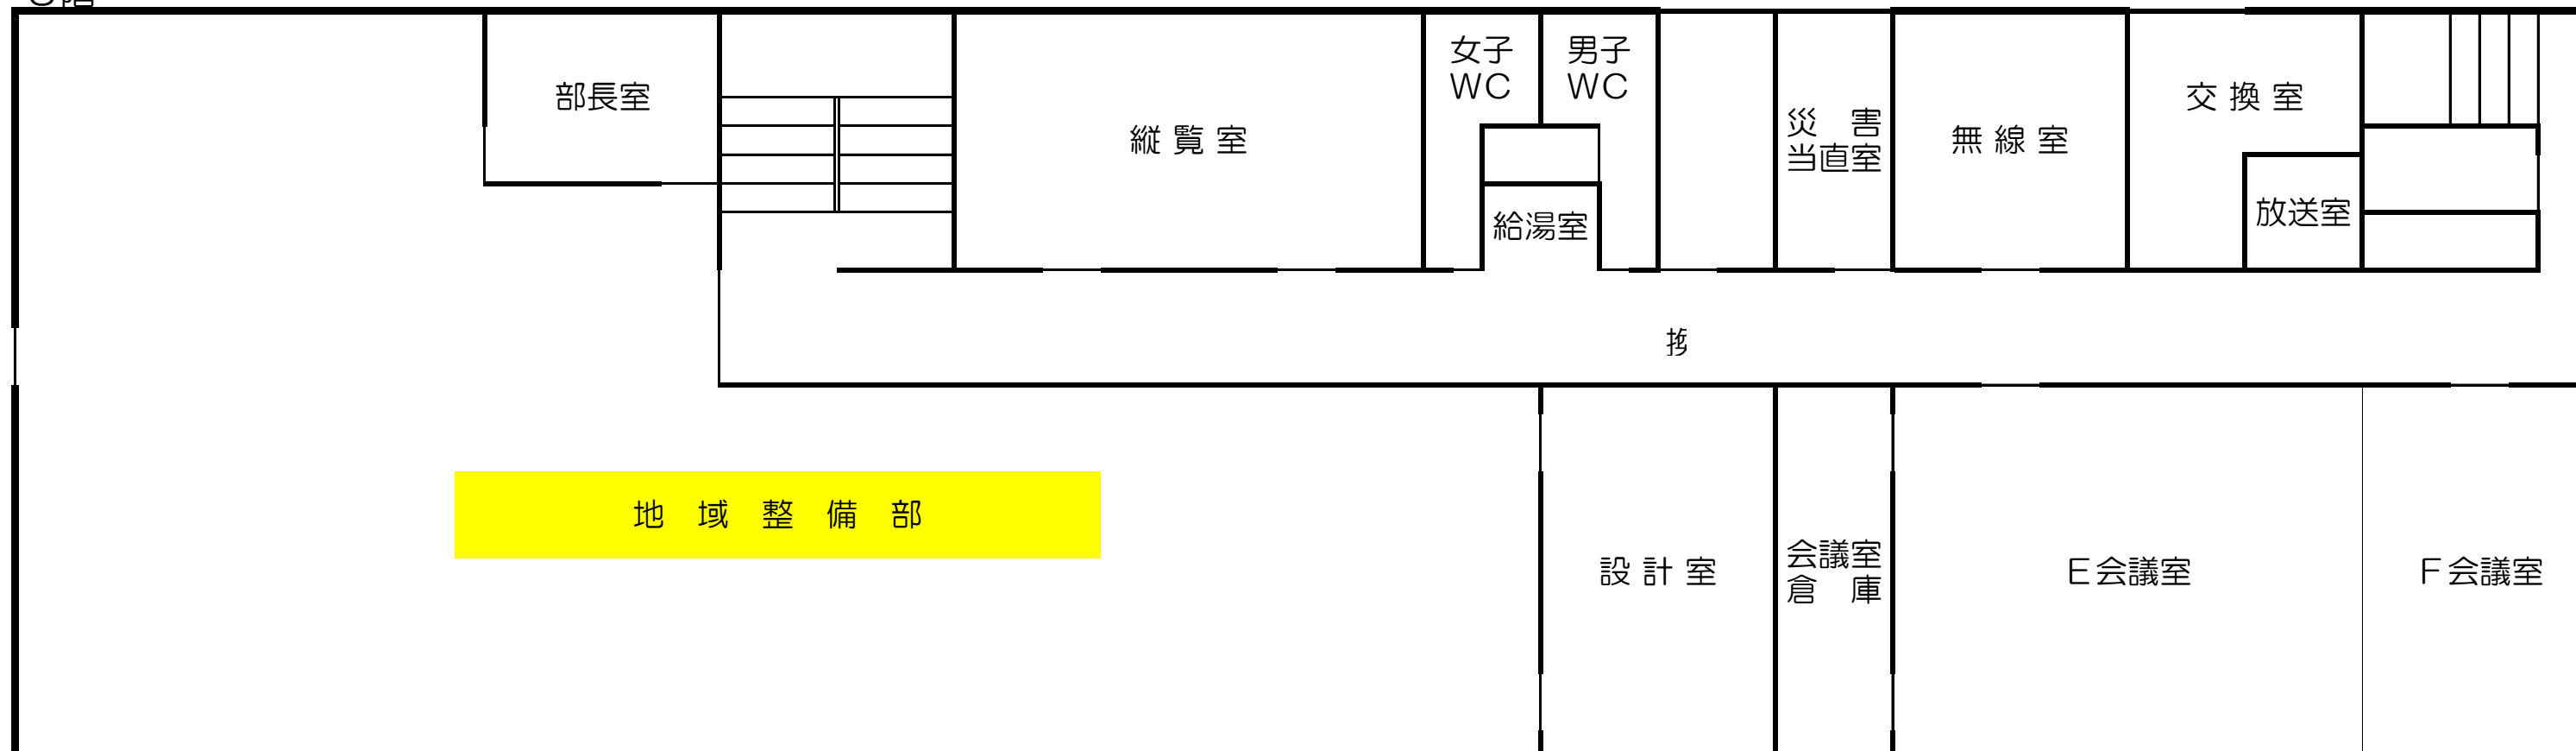 部長室
縦 覧 室
女子
ＷＣ
男子
ＷＣ
給湯室
災　害
当直室
無 線 室
交 換 室
放送室
地　域　整　備　部
設 計 室
会議室
倉　庫
Ｅ会議室
Ｆ会議室